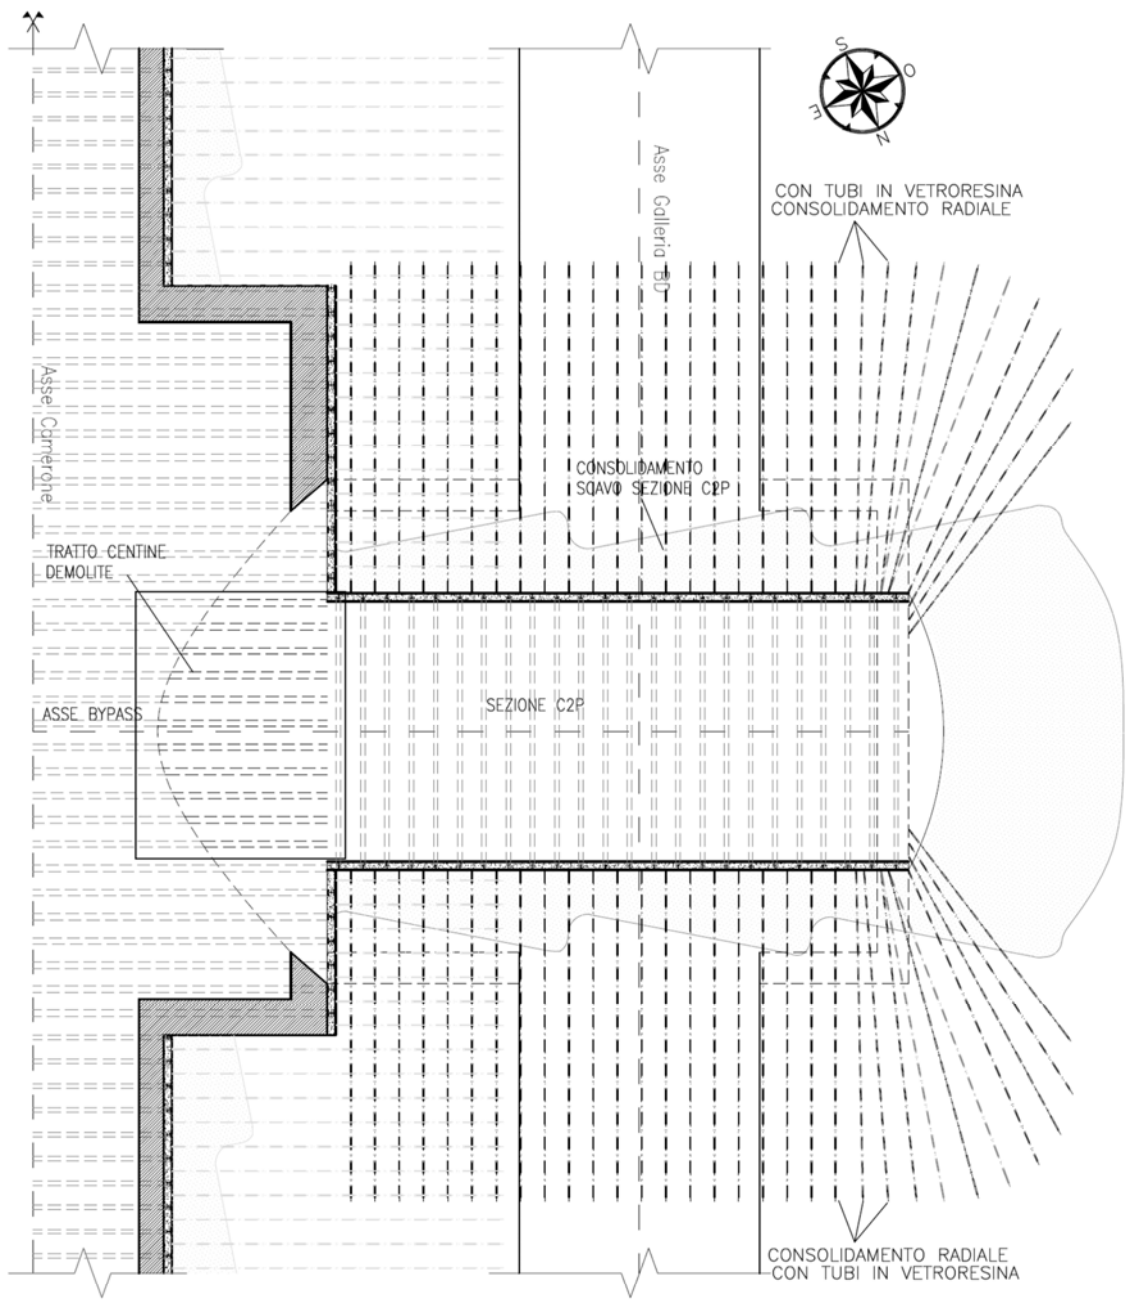 S
O
E
N
CON TUBI IN VETRORESINA
CONSOLIDAMENTO RADIALE
Asse Galleria BD
Asse Camerone
CONSOLIDAMENTO
SCAVO SEZIONE C2P
TRATTO CENTINE
DEMOLITE
ASSE BYPASS
SEZIONE C2P
CONSOLIDAMENTO RADIALE
CON TUBI IN VETRORESINA